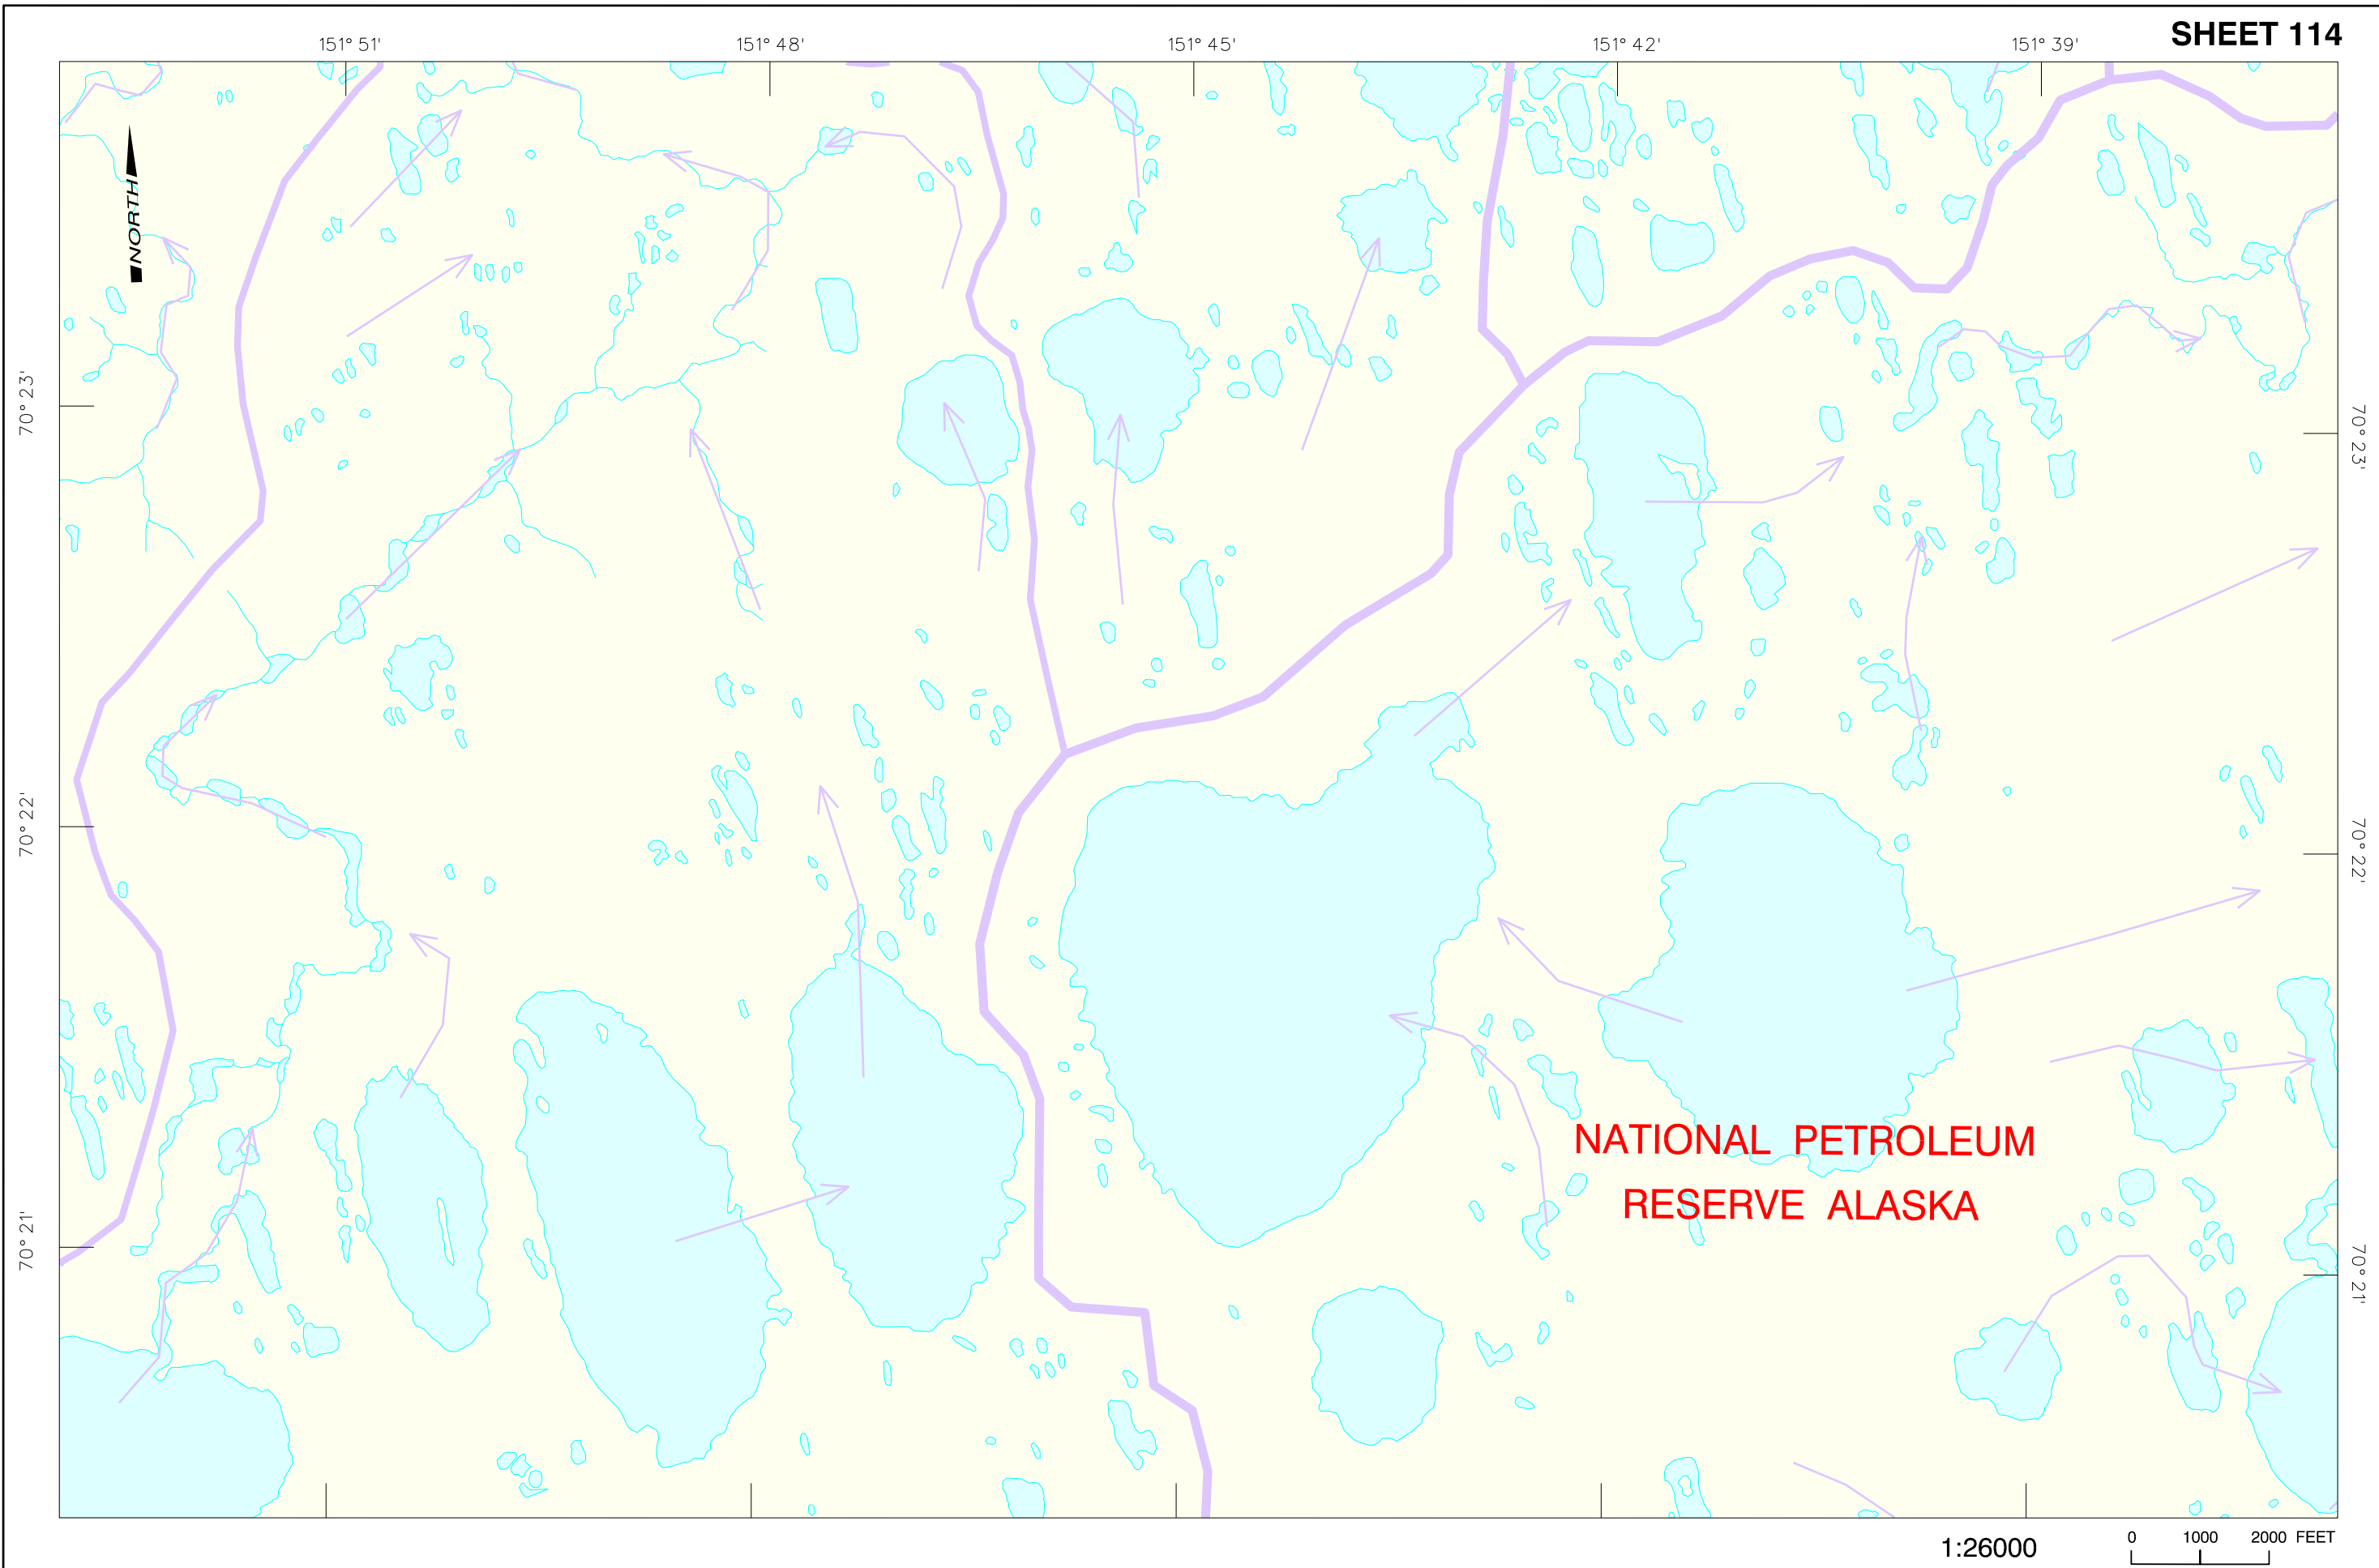 SHEET 114
151° 51' 151° 48' 151° 45' 151° 42' 151° 39'
NORTH
70° 23' 70° 23'
70° 22' 70° 22'
NATIONAL PETROLEUM
RESERVE ALASKA
70° 21' 70° 21'
1:26000 0 1000 2000 FEET